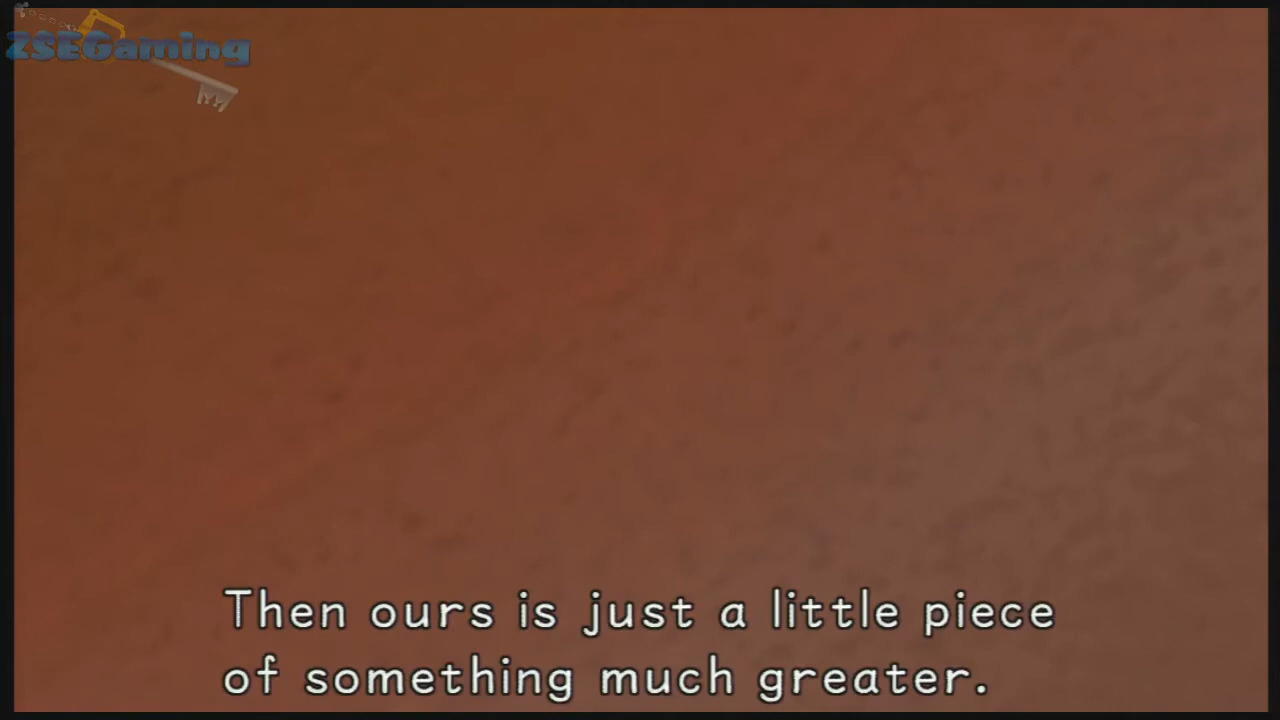 ZSEGaming
Then ours is just a little piece
of something much greater.